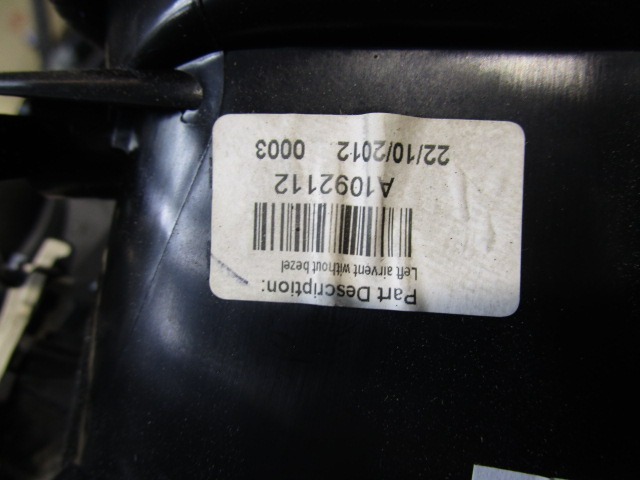 Part Description:
Left airvent without bezel
A1092112
22/10/2012 0003